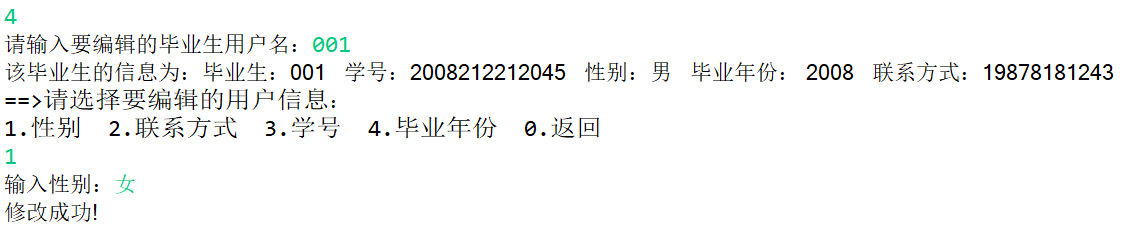 4
请输入要编辑的毕业生用户名：001
该毕业生的信息为：毕业生：001 学号：2008212212045 性别：男 毕业年份： 2008 联系方式：19878181243
==>请选择要编辑的用户信息：
1.性别 2.联系方式 3.学号 4.毕业年份 0.返回
1
输入性别：女
修改成功!